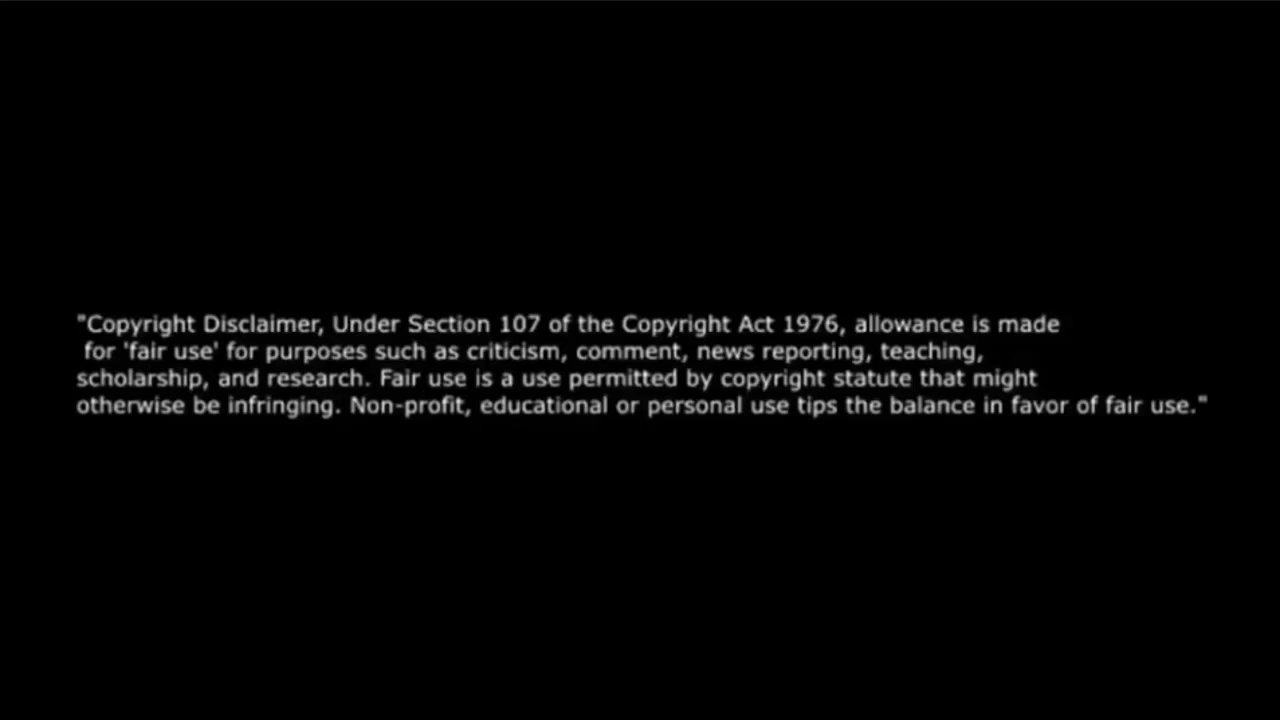 "Copyright Disclaimer, Under Section 107 of the Copyright Act 1976, allowance is made
for 'fair use' for purposes such as criticism, comment, news reporting, teaching,
scholarship, and research. Fair use is a use permitted by copyright statute that might
otherwise be infringing. Non-profit, educational or personal use tips the balance in favor of fair use."